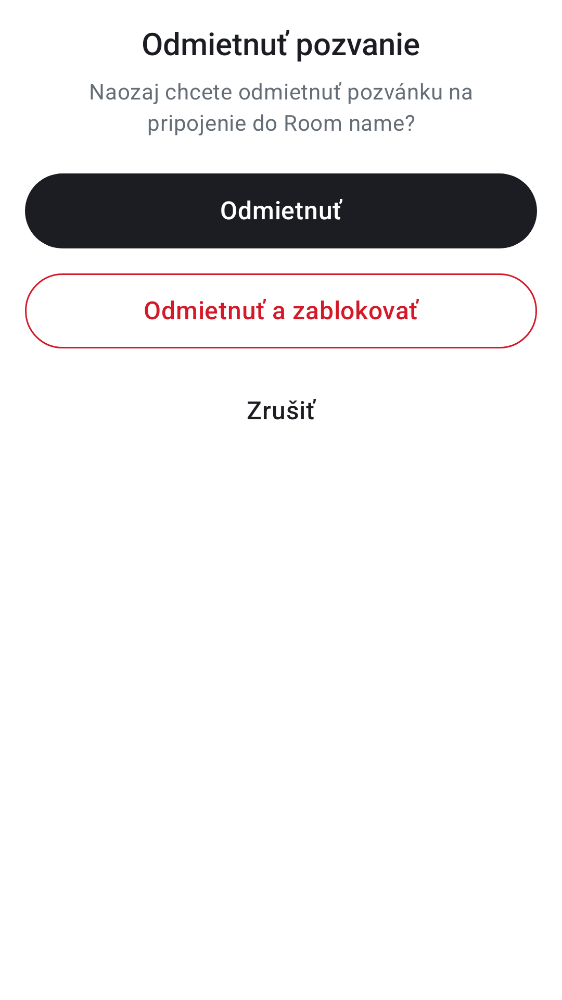 Odmietnuť pozvanie
Naozaj chcete odmietnuť pozvánku na
pripojenie do Room name?
Odmietnuť
Odmietnuť a zablokovať
Zrušiť